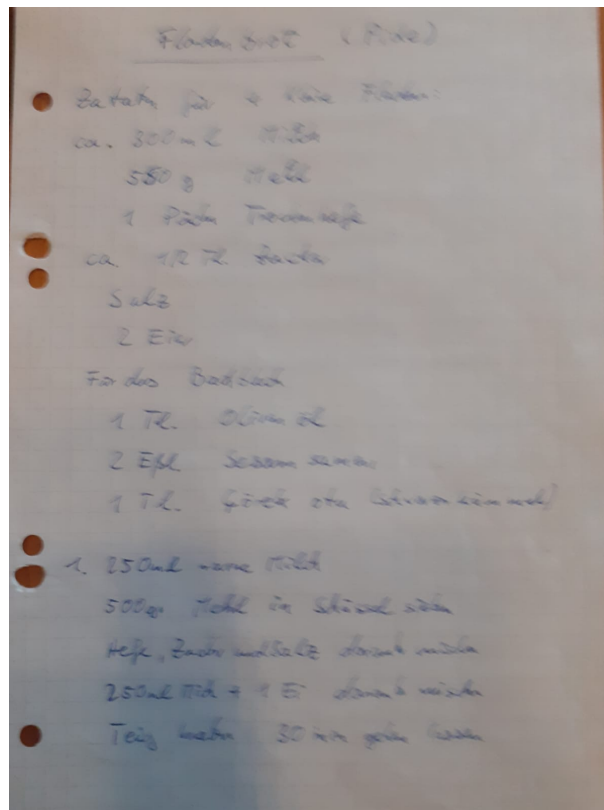 Fladenbrot (Pide)
Zutaten für 4 kleine Fladen:
ca. 300ml Milch
550 g Mehl
1 Päckn Trockenhefe
ca. 1/2 Tl. Zucker
Salz
2 Eier
Für das Backblech
1 Tl. Olivenöl
2 Eßl. Sesamsamen
1 Tl.
1. 250ml warme Milch
500gr Mehl in Schüssel sieben
Hefe, Zucker und Salz darunter mischen
250ml Milch + 1 Ei darunter mischen
Teig kneten 30 min gehen lassen